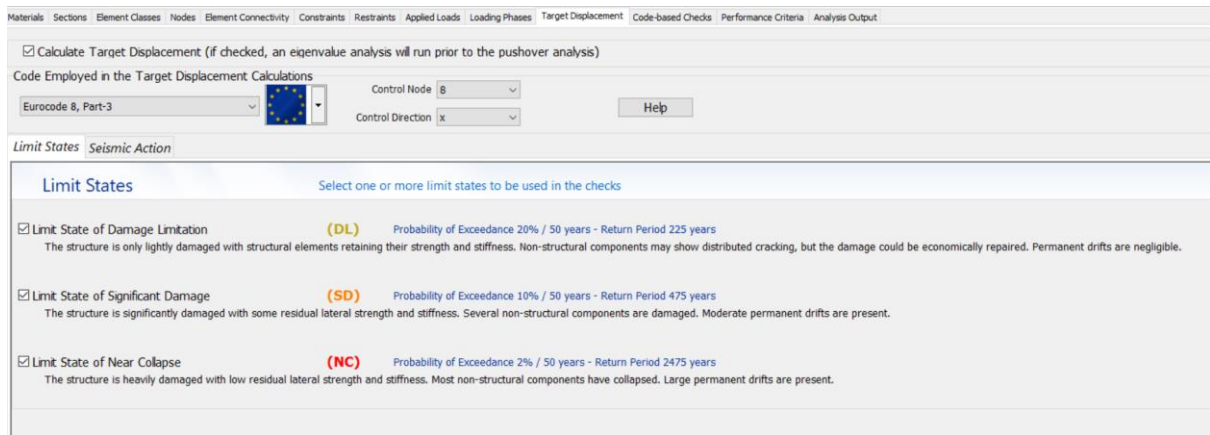 Materials Sections Element Classes Nodes Element Connectivity Constraints Restraints Applied Loads Loading Phases Target Displacement Code-based Checks Performance Criteria Analysis Output
Calculate Target Displacement (if checked, an eigenvalue analysis will run prior to the pushover analysis)
Code Employed in the Target Displacement Calculations
Control Node 8
Eurocode 8, Part-3
Help
Control Direction x
Limit States Seismic Action
Limit States Select one or more limit states to be used in the checks
Limit State of Damage Limitation (DL) Probability of Exceedance 20% / 50 years - Return Period 225 years
The structure is only lightly damaged with structural elements retaining their strength and stiffness. Non-structural components may show distributed cracking, but the damage could be economically repaired. Permanent drifts are negligible.
Limit State of Significant Damage (SD) Probability of Exceedance 10% / 50 years - Return Period 475 years
The structure is significantly damaged with some residual lateral strength and stiffness. Several non-structural components are damaged. Moderate permanent drifts are present.
Limit State of Near Collapse (NC) Probability of Exceedance 2% / 50 years - Return Period 2475 years
The structure is heavily damaged with low residual lateral strength and stiffness. Most non-structural components have collapsed. Large permanent drifts are present.